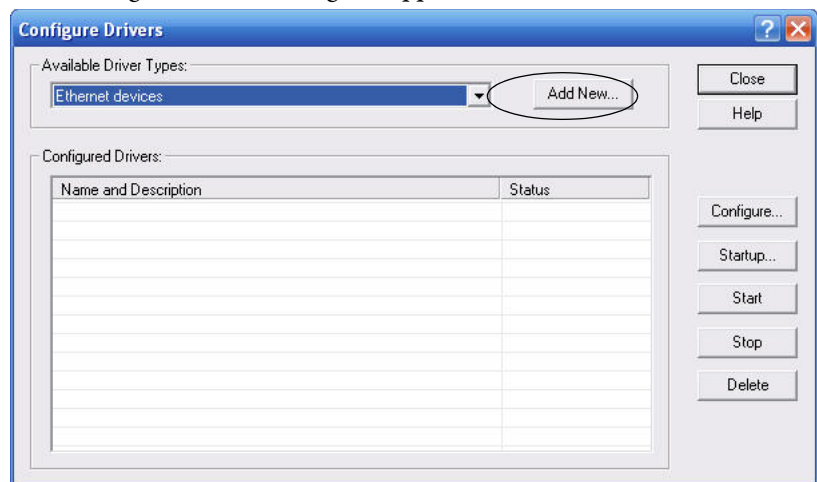 Configure Drivers
Available Driver Types:
Ethernet devices
Add New...
Close
Help
Configured Drivers:
Name and Description Status
Configure...
Startup...
Start
Stop
Delete